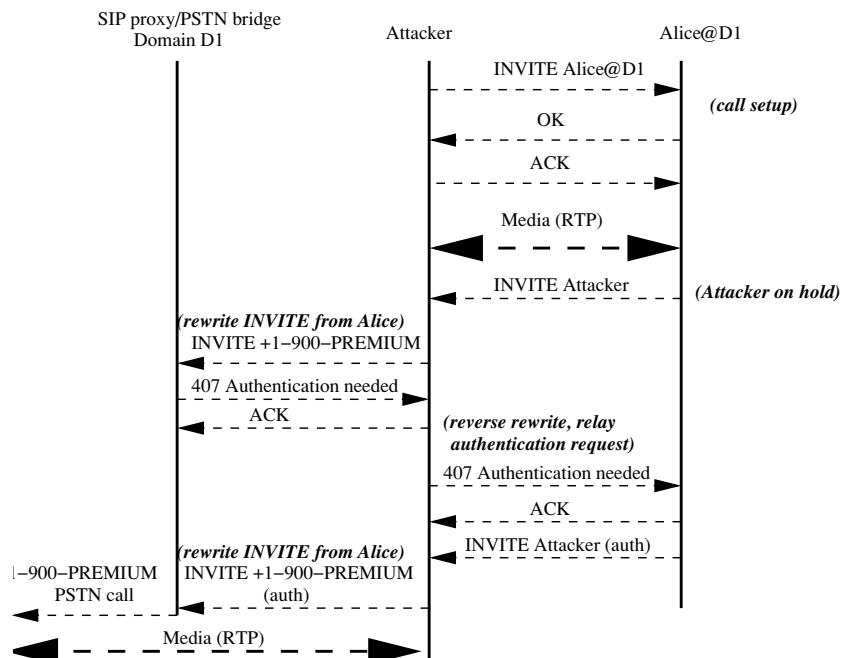 SIP proxy/PSTN bridge
Domain D1
Attacker
Alice@D1
INVITE Alice@D1
(call setup)
OK
ACK
Media (RTP)
INVITE Attacker
(Attacker on hold)
(rewrite INVITE from Alice)
INVITE +1−900−PREMIUM
407 Authentication needed
ACK
(reverse rewrite, relay
authentication request)
407 Authentication needed
ACK
INVITE Attacker (auth)
(rewrite INVITE from Alice)
INVITE +1−900−PREMIUM
(auth)
1−900−PREMIUM
PSTN call
Media (RTP)